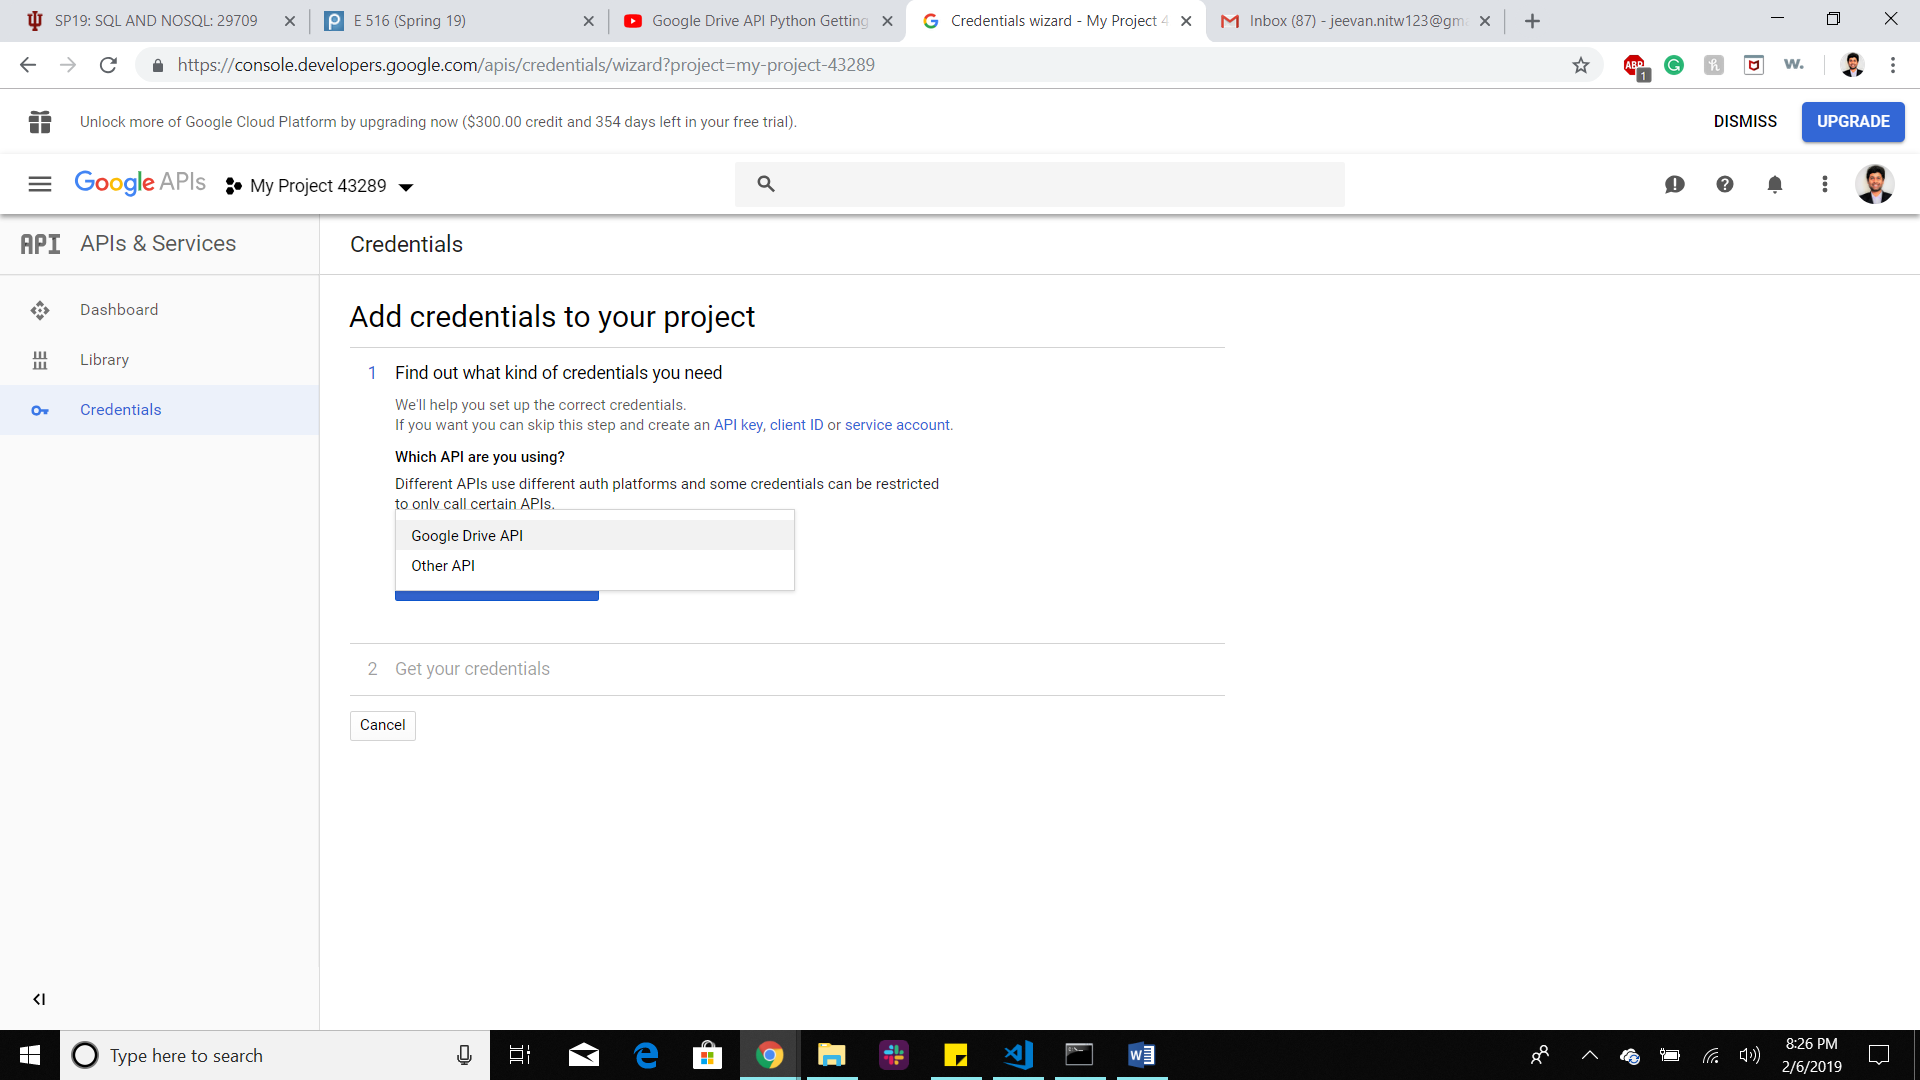 SP19: SQL AND NOSQL: 29709
E 516 (Spring 19)
Google Drive API Python Getting
Credentials wizard - My Project 4
Inbox (87) - jeevan.nitw123@gm
https://console.developers.google.com/apis/credentials/wizard?project=my-project-43289
ABP
1
Unlock more of Google Cloud Platform by upgrading now ($300.00 credit and 354 days left in your free trial).
DISMISS
UPGRADE
Google APIs
My Project 43289
API APIs & Services
Credentials
Dashboard
Library
Credentials
Add credentials to your project
1 Find out what kind of credentials you need
We'll help you set up the correct credentials.
If you want you can skip this step and create an API key, client ID or service account.
Which API are you using?
Different APIs use different auth platforms and some credentials can be restricted
to only call certain APIs.
Google Drive API
Other API
2 Get your credentials
Cancel
Type here to search
8:26 PM
2/6/2019